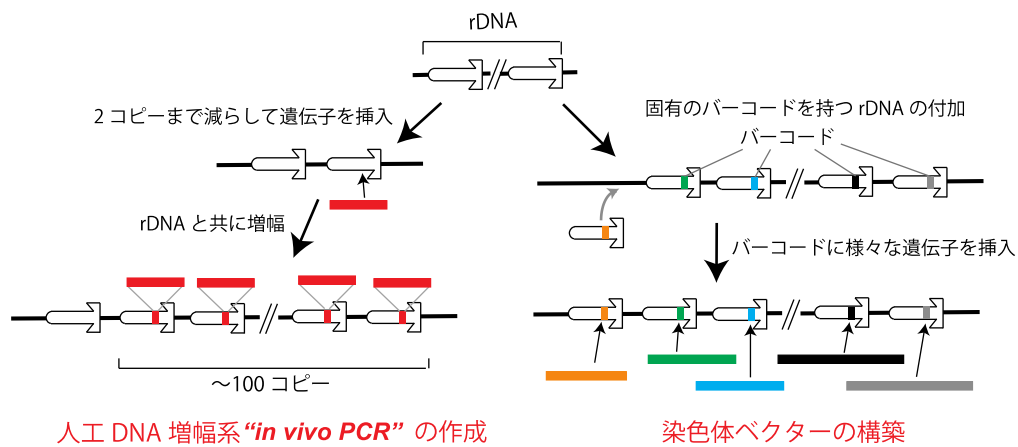 rDNA
2 コピーまで減らして遺伝子を挿入
rDNA と共に増幅
～100 コピー
人工 DNA 増幅系 "in vivo PCR" の作成
固有のバーコードを持つ rDNA の付加
バーコード
バーコードに様々な遺伝子を挿入
染色体ベクターの構築